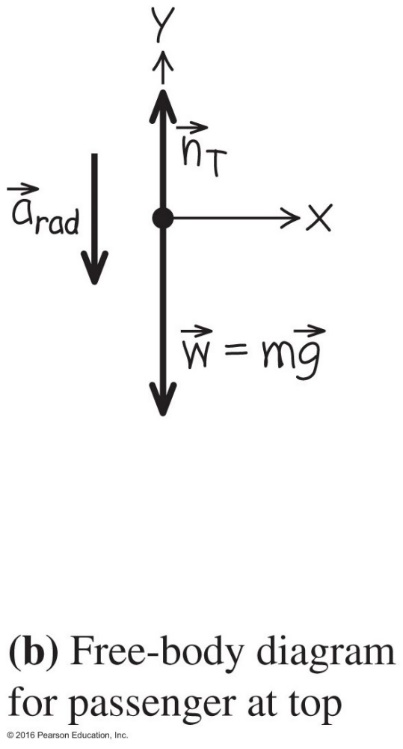 Y
n⃗T
a⃗rad
X
w⃗ = mg⃗
(b) Free-body diagram
for passenger at top
© 2016 Pearson Education, Inc.